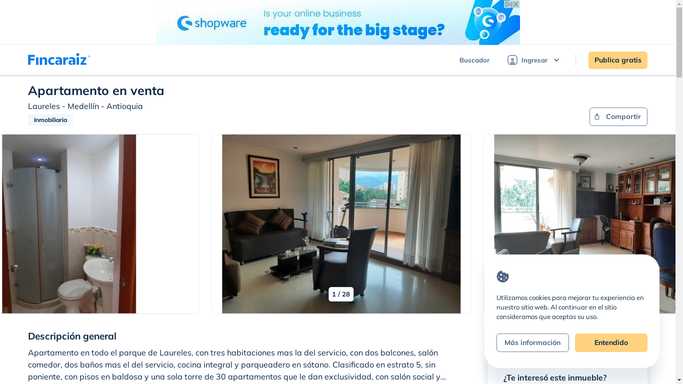 shopware
Is your online business
ready for the big stage?
Fincaraíz
Buscador
Ingresar
Publica gratis
Apartamento en venta
Laureles - Medellín - Antioquia
Inmobiliaria
Compartir
1 / 28
Utilizamos cookies para mejorar tu experiencia en
nuestro sitio web. Al continuar en el sitio
consideramos que aceptas su uso.
Más información
Entendido
Descripción general
Apartamento en todo el parque de Laureles, con tres habitaciones mas la del servicio, con dos balcones, salón
comedor, dos baños mas el del servicio, cocina integral y parqueadero en sótano. Clasificado en estrato 5, sin
poniente, con pisos en baldosa y una sola torre de 30 apartamentos que le dan exclusividad, con salón social y...
¿Te interesó este inmueble?